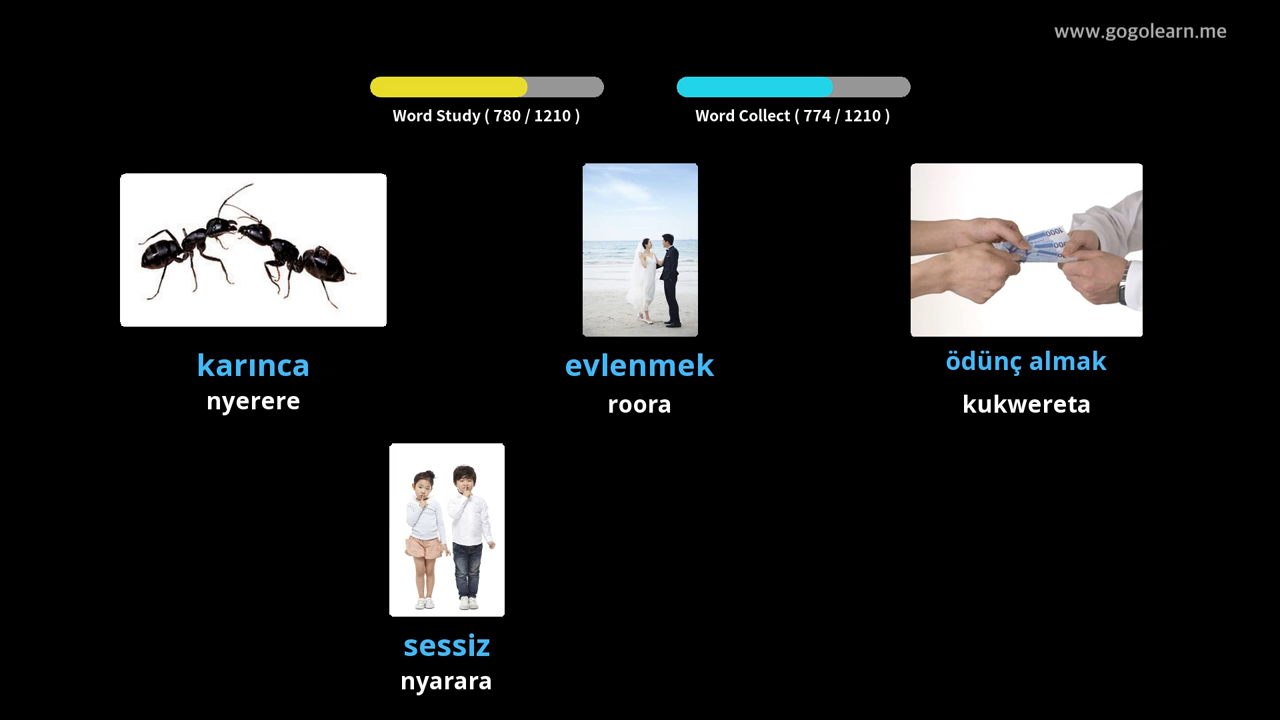 www.gogolearn.me
Word Study ( 780 / 1210 )
Word Collect ( 774 / 1210 )
karınca
nyerere
evlenmek
roora
ödünç almak
kukwereta
sessiz
nyarara